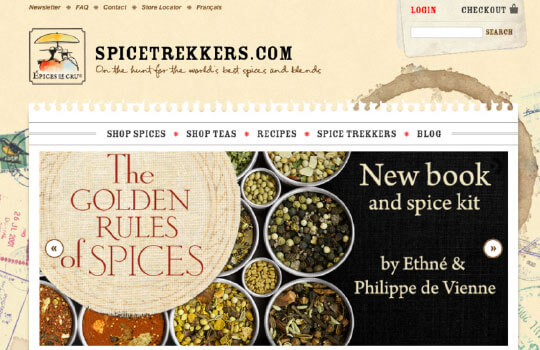 Newsletter FAQ Contact Store Locator Français
LOGIN CHECKOUT
SEARCH
ÉPICES DE CRU
SPICETREKKERS.COM
On the hunt for the world's best spices and blends
SHOP SPICES SHOP TEAS RECIPES SPICE TREKKERS BLOG
The
GOLDEN
RULES
of SPICES
New book
and spice kit
by Ethné &
Philippe de Vienne
«
»